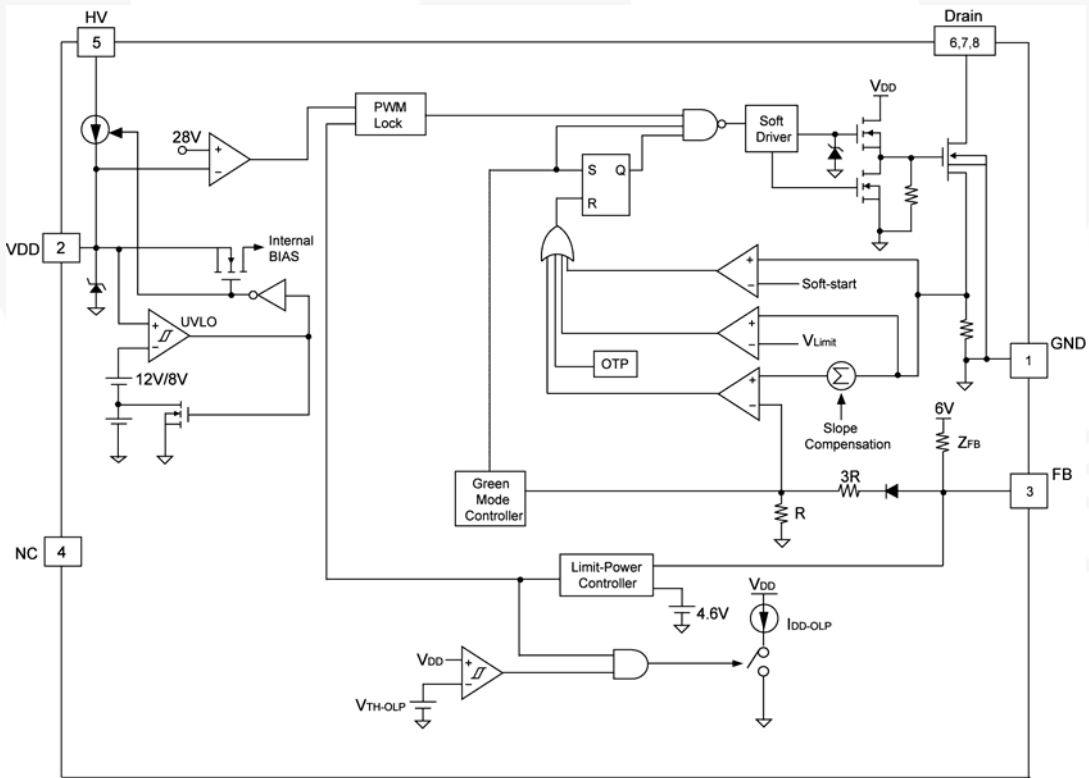 HV
5
Drain
6,7,8
PWM
Lock
VDD
28V
+
−
Soft
Driver
S
Q
R
VDD
2
Internal
BIAS
+
−
UVLO
12V/8V
+
−
Soft-start
+
−
VLimit
OTP
+
−
Σ
Slope
Compensation
GND
1
6V
ZFB
FB
3
3R
R
Green
Mode
Controller
NC
4
Limit-Power
Controller
4.6V
VDD
IDD-OLP
VDD
+
−
VTH-OLP